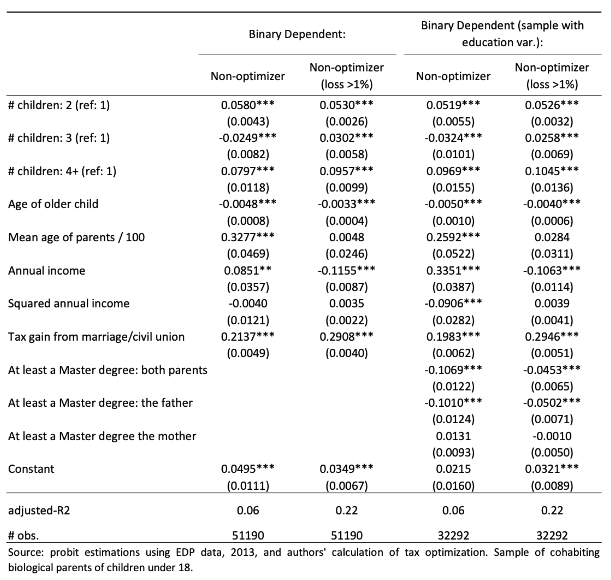 Binary Dependent: Binary Dependent (sample with education var.):
Non-optimizer Non-optimizer (loss >1%) Non-optimizer Non-optimizer (loss >1%)
# children: 2 (ref: 1) 0.0580*** 0.0530*** 0.0519*** 0.0526***
(0.0043) (0.0026) (0.0055) (0.0032)
# children: 3 (ref: 1) -0.0249*** 0.0302*** -0.0324*** 0.0258***
(0.0082) (0.0058) (0.0101) (0.0069)
# children: 4+ (ref: 1) 0.0797*** 0.0957*** 0.0969*** 0.1045***
(0.0118) (0.0099) (0.0155) (0.0136)
Age of older child -0.0048*** -0.0033*** -0.0050*** -0.0040***
(0.0008) (0.0004) (0.0010) (0.0006)
Mean age of parents / 100 0.3277*** 0.0048 0.2592*** 0.0284
(0.0469) (0.0246) (0.0522) (0.0311)
Annual income 0.0851** -0.1155*** 0.3351*** -0.1063***
(0.0357) (0.0087) (0.0387) (0.0114)
Squared annual income -0.0040 0.0035 -0.0906*** 0.0039
(0.0121) (0.0022) (0.0282) (0.0041)
Tax gain from marriage/civil union 0.2137*** 0.2908*** 0.1983*** 0.2946***
(0.0049) (0.0040) (0.0062) (0.0051)
At least a Master degree: both parents -0.1069*** -0.0453***
(0.0122) (0.0065)
At least a Master degree: the father -0.1010*** -0.0502***
(0.0124) (0.0071)
At least a Master degree the mother 0.0131 -0.0010
(0.0093) (0.0050)
Constant 0.0495*** 0.0349*** 0.0215 0.0321***
(0.0111) (0.0067) (0.0160) (0.0089)
adjusted-R2 0.06 0.22 0.06 0.22
# obs. 51190 51190 32292 32292
Source: probit estimations using EDP data, 2013, and authors' calculation of tax optimization. Sample of cohabiting
biological parents of children under 18.